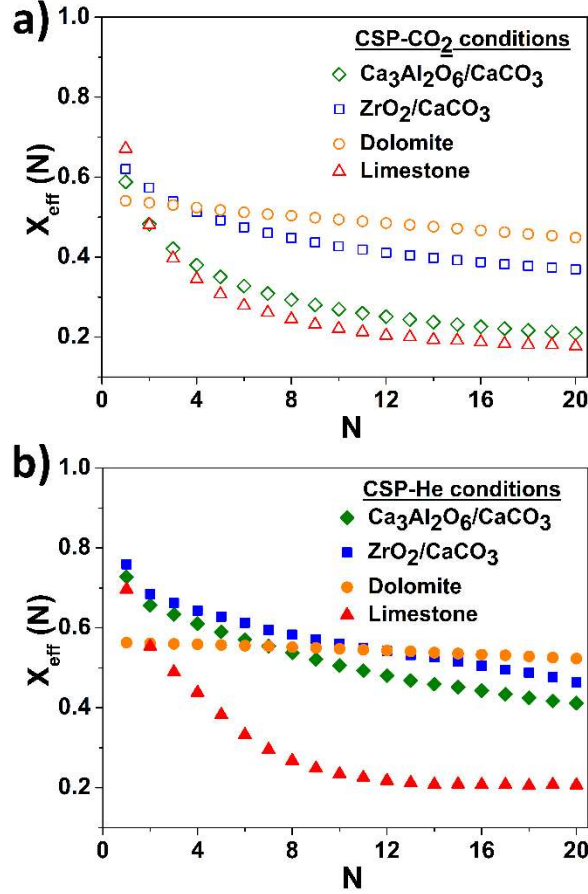 a)
CSP-CO2 conditions
Ca3Al2O6/CaCO3
ZrO2/CaCO3
Dolomite
Limestone
1.0
0.8
0.6
0.4
0.2
Xeff (N)
0 4 8 12 16 20
N
b)
CSP-He conditions
Ca3Al2O6/CaCO3
ZrO2/CaCO3
Dolomite
Limestone
1.0
0.8
0.6
0.4
0.2
Xeff (N)
0 4 8 12 16 20
N